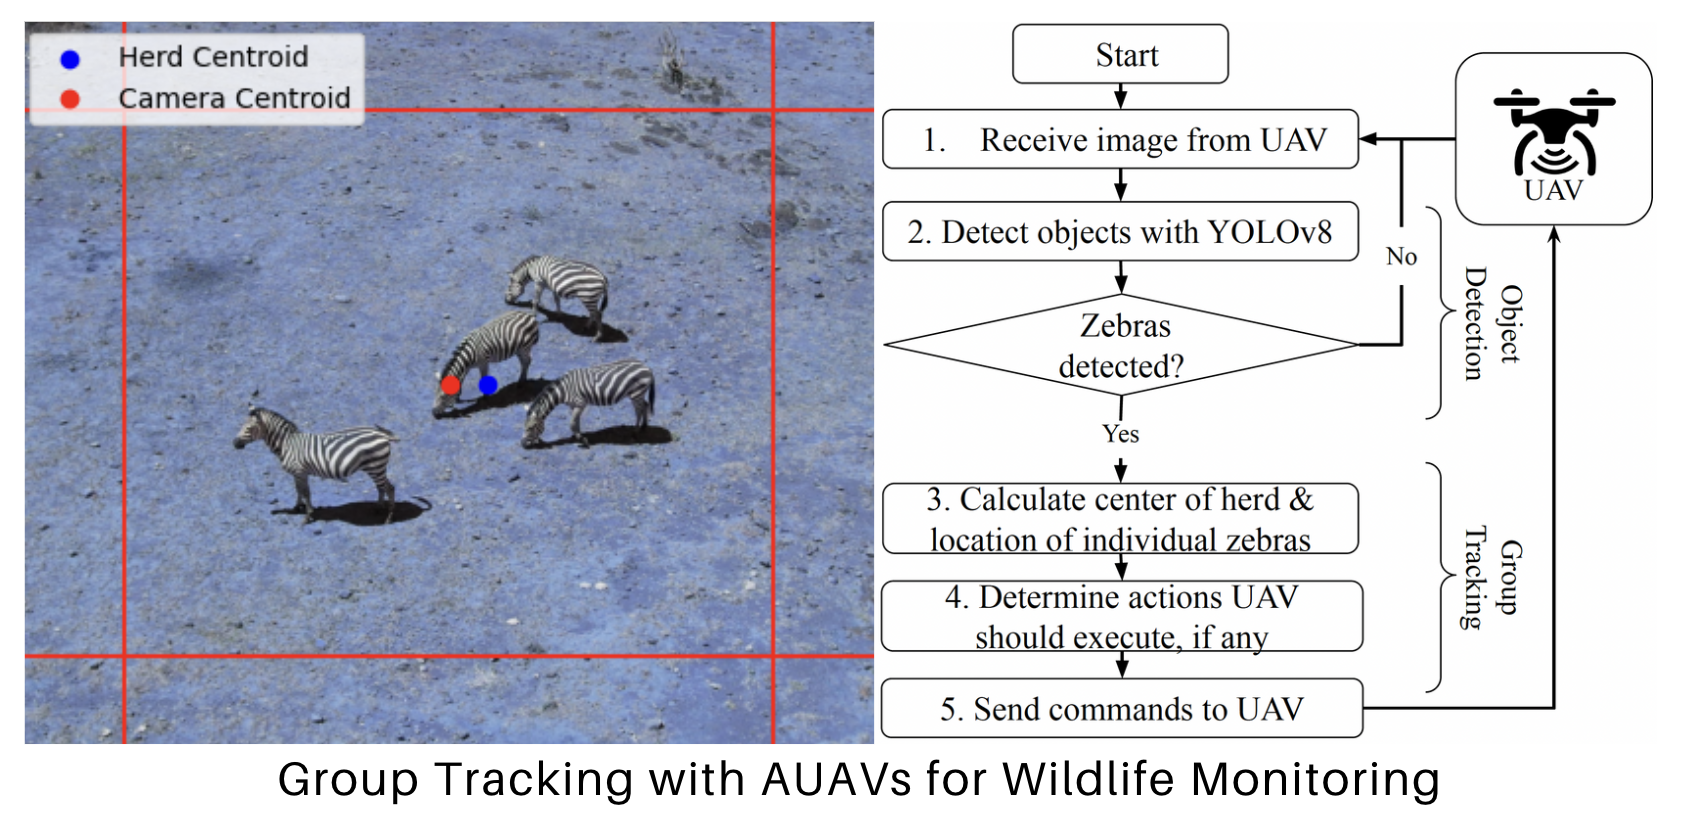 Herd Centroid
Camera Centroid
Start
1. Receive image from UAV
UAV
2. Detect objects with YOLOv8
No
Zebras
detected?
Object
Detection
Yes
3. Calculate center of herd &
location of individual zebras
4. Determine actions UAV
should execute, if any
Group
Tracking
5. Send commands to UAV
Group Tracking with AUAVs for Wildlife Monitoring